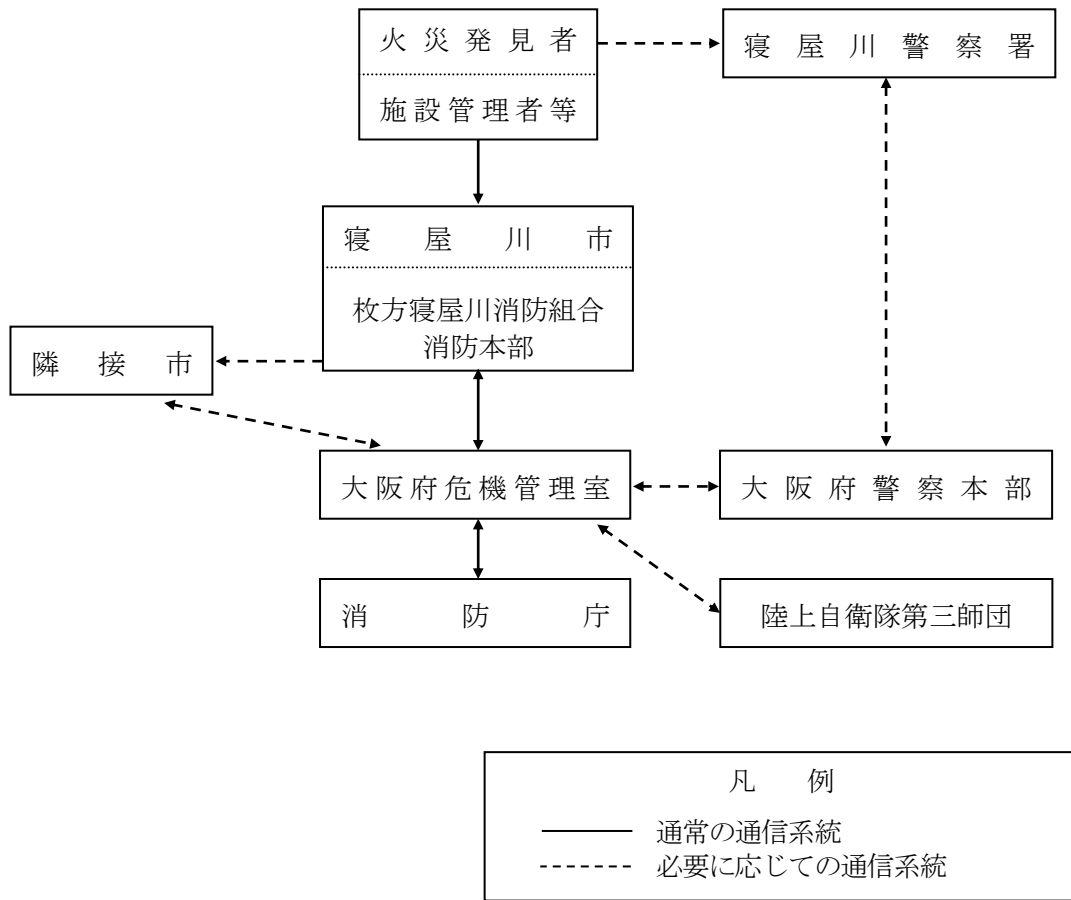 火災発見者
施設管理者等
寝屋川警察署
寝屋川市
枚方寝屋川消防組合
消防本部
隣接市
大阪府危機管理室
大阪府警察本部
消防庁
陸上自衛隊第三師団
凡例
通常の通信系統
必要に応じての通信系統